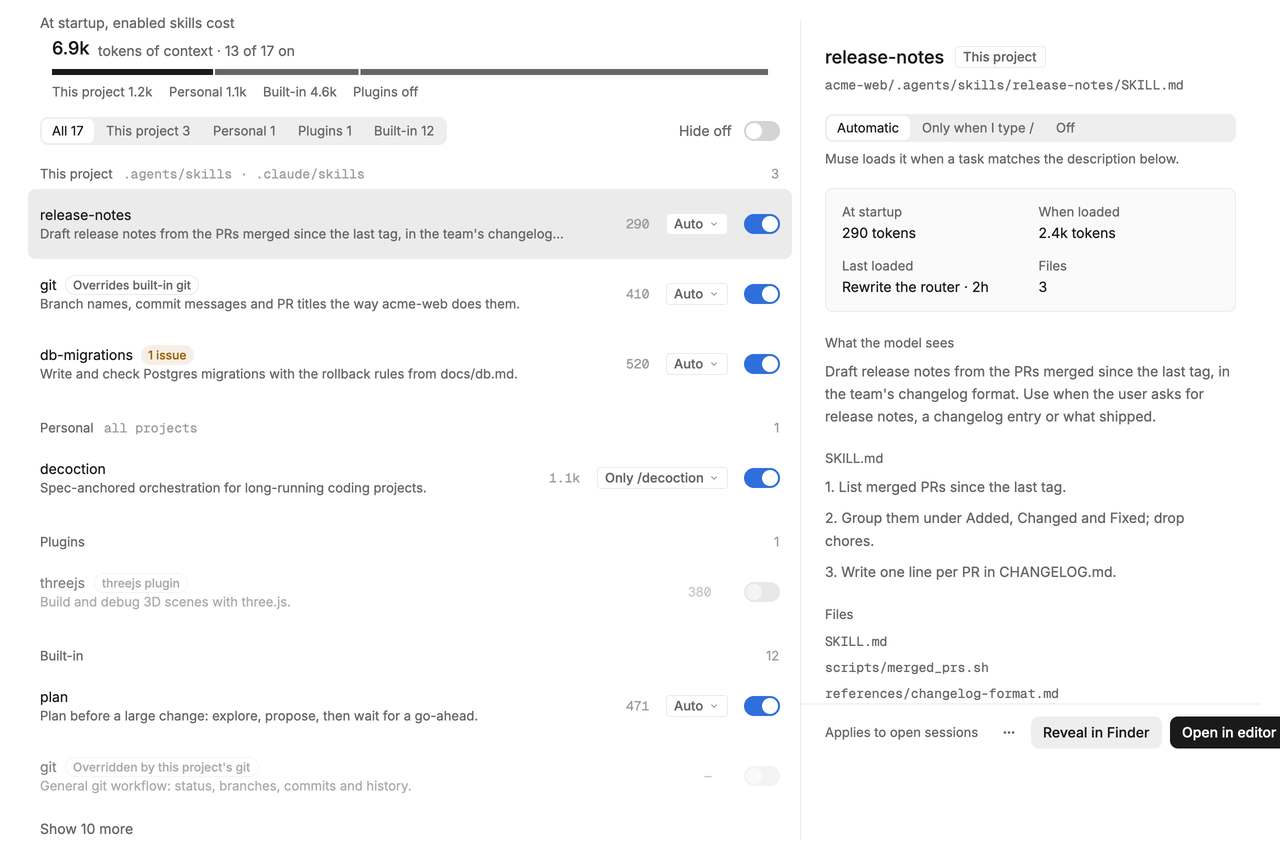 At startup, enabled skills cost
6.9k tokens of context · 13 of 17 on
This project 1.2k Personal 1.1k Built-in 4.6k Plugins off
All 17 This project 3 Personal 1 Plugins 1 Built-in 12 Hide off
This project .agents/skills · .claude/skills 3
release-notes
Draft release notes from the PRs merged since the last tag, in the team's changelog...
290 Auto
git Overrides built-in git
Branch names, commit messages and PR titles the way acme-web does them.
410 Auto
db-migrations 1 issue
Write and check Postgres migrations with the rollback rules from docs/db.md.
520 Auto
Personal all projects 1
decoction
Spec-anchored orchestration for long-running coding projects.
1.1k Only /decoction
Plugins 1
threejs threejs plugin
Build and debug 3D scenes with three.js.
380
Built-in 12
plan
Plan before a large change: explore, propose, then wait for a go-ahead.
471 Auto
git Overridden by this project's git
General git workflow: status, branches, commits and history.
–
Show 10 more
release-notes This project
acme-web/.agents/skills/release-notes/SKILL.md
Automatic Only when I type / Off
Muse loads it when a task matches the description below.
At startup When loaded
290 tokens 2.4k tokens
Last loaded Files
Rewrite the router · 2h 3
What the model sees
Draft release notes from the PRs merged since the last tag, in
the team's changelog format. Use when the user asks for
release notes, a changelog entry or what shipped.
SKILL.md
1. List merged PRs since the last tag.
2. Group them under Added, Changed and Fixed; drop
chores.
3. Write one line per PR in CHANGELOG.md.
Files
SKILL.md
scripts/merged_prs.sh
references/changelog-format.md
Applies to open sessions ··· Reveal in Finder Open in editor